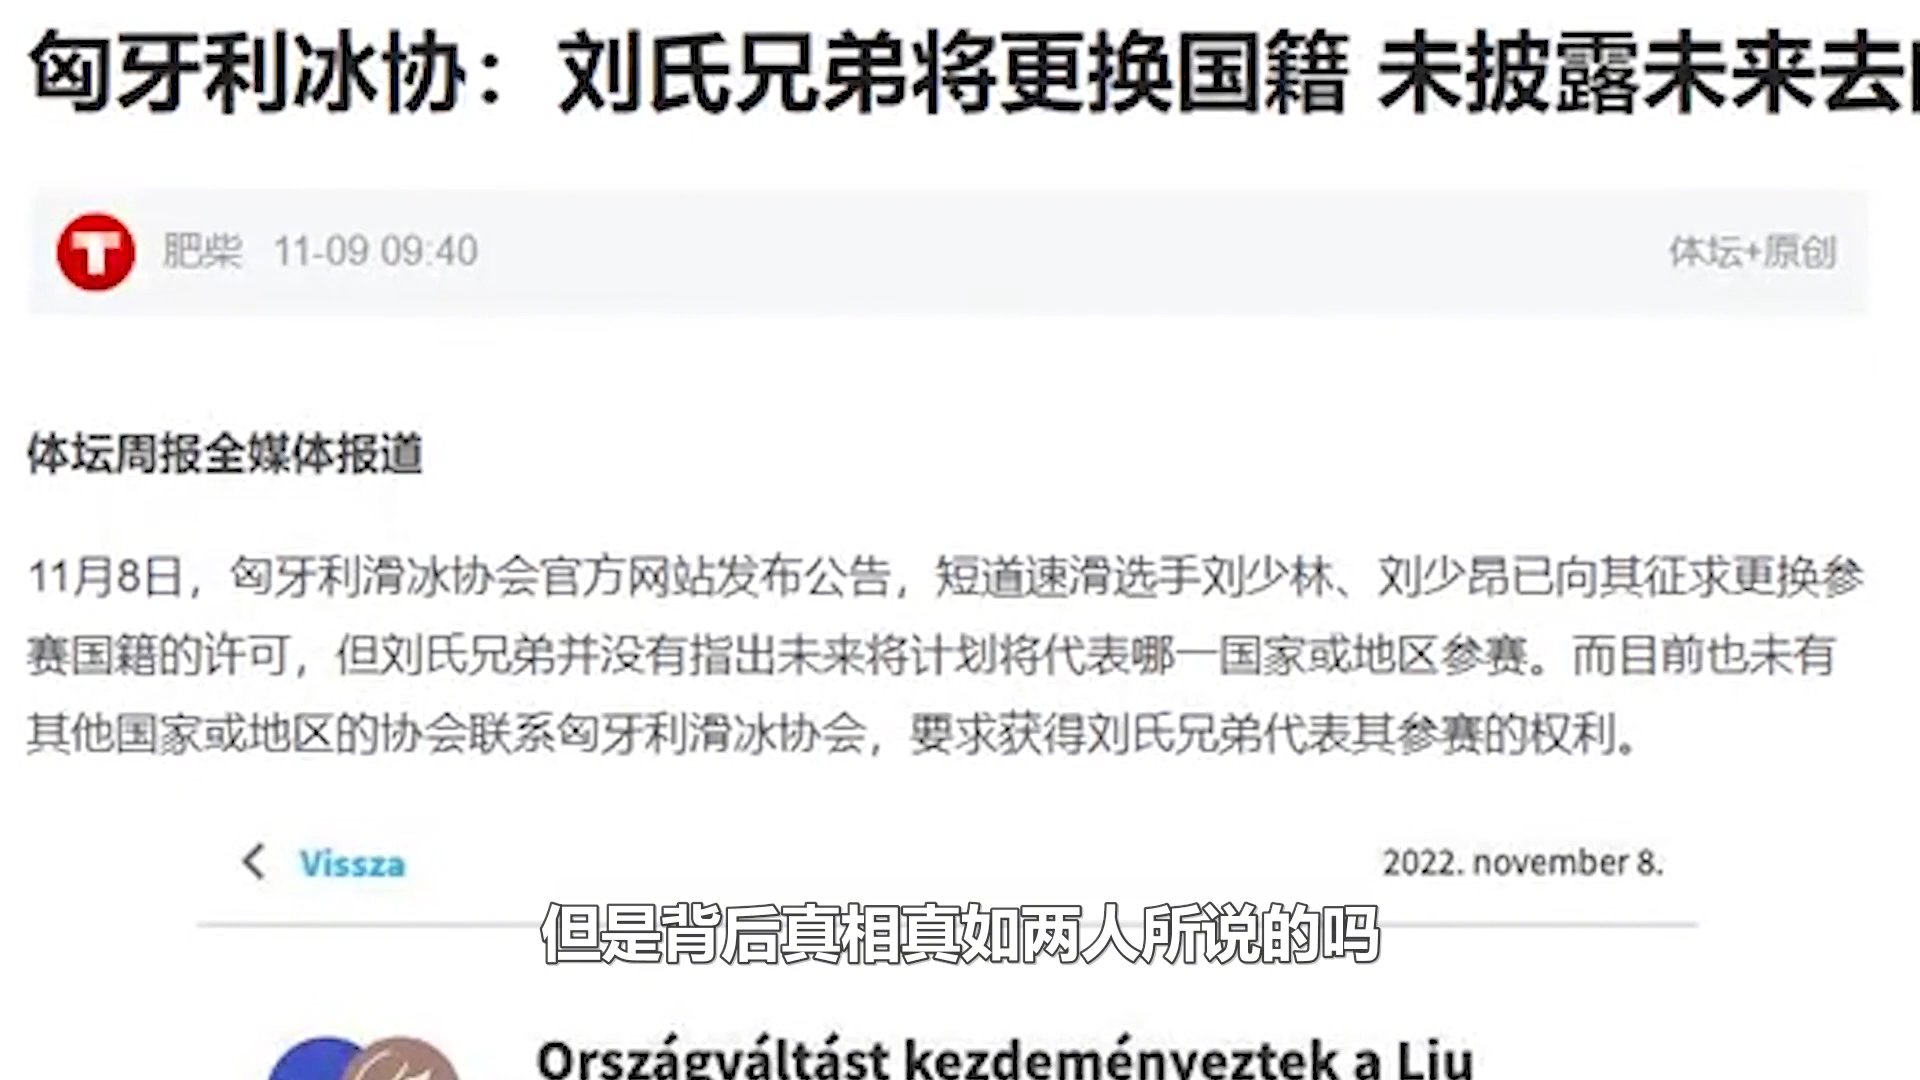 匈牙利冰协：刘氏兄弟将更换国籍 未披露未来去
肥柴 11-09 09:40
体坛+原创
体坛周报全媒体报道
11月8日，匈牙利滑冰协会官方网站发布公告，短道速滑选手刘少林、刘少昂已向其征求更换参
赛国籍的许可，但刘氏兄弟并没有指出未来将计划将代表哪一国家或地区参赛。而目前也未有
其他国家或地区的协会联系匈牙利滑冰协会，要求获得刘氏兄弟代表其参赛的权利。
Vissza
2022. november 8.
但是背后真相真如两人所说的吗
Országváltást kezdeményeztek a Liu